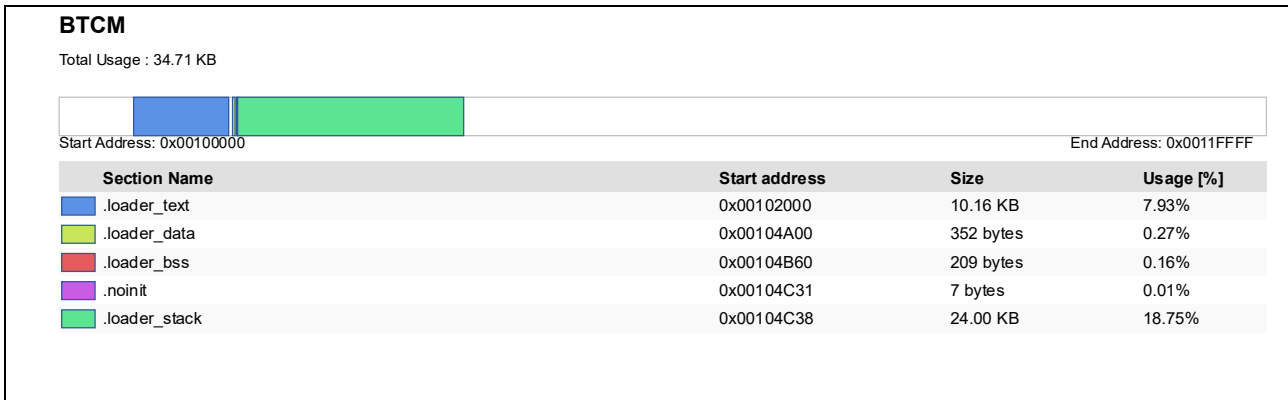 BTCM
Total Usage : 34.71 KB
Start Address: 0x00100000 End Address: 0x0011FFFF
Section Name Start address Size Usage [%]
.loader_text 0x00102000 10.16 KB 7.93%
.loader_data 0x00104A00 352 bytes 0.27%
.loader_bss 0x00104B60 209 bytes 0.16%
.noinit 0x00104C31 7 bytes 0.01%
.loader_stack 0x00104C38 24.00 KB 18.75%